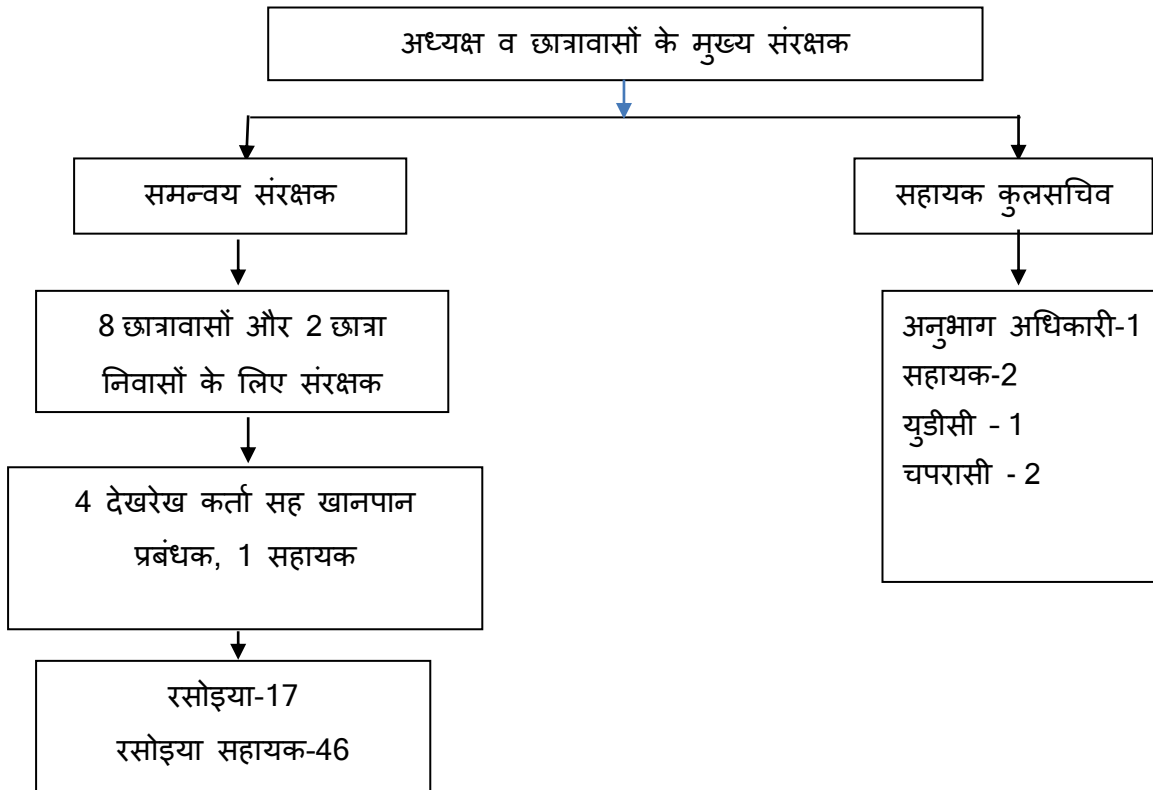 अध्यक्ष व छात्रावासों के मुख्य संरक्षक
समन्वय संरक्षक
सहायक कुलसचिव
8 छात्रावासों और 2 छात्रा
निवासों के लिए संरक्षक
अनुभाग अधिकारी-1
सहायक-2
युडीसी - 1
चपरासी - 2
4 देखरेख कर्ता सह खानपान
प्रबंधक, 1 सहायक
रसोइया-17
रसोइया सहायक-46